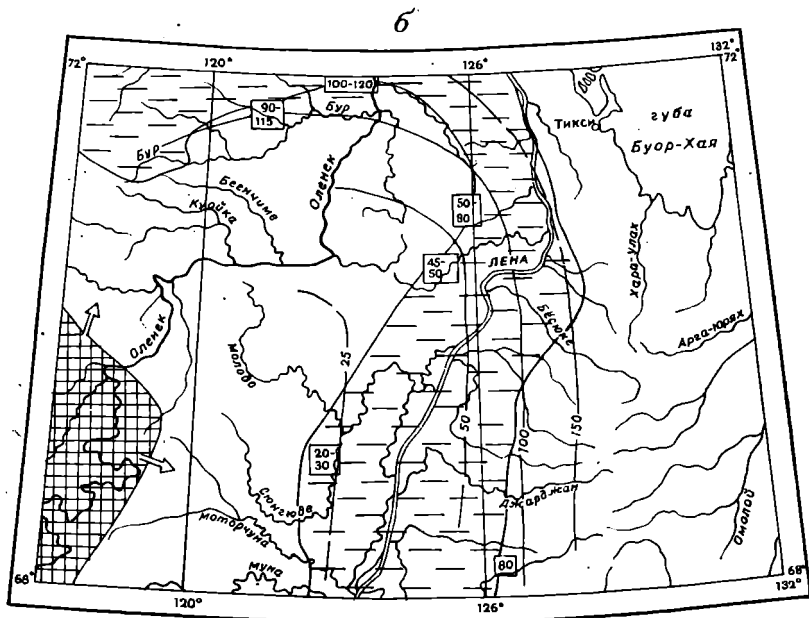 б
72°
120°
126°
132°
72°
100-120
90-
115
Бур
Бур
Тикси
губа
Буор-Хая
Беенчиме
Куойка
Оленек
50-
80
45-
50
ЛЕНА
Хара-Улах
Бёсюке
Арга-Юрях
Оленек
Молодо
25
50
100
150
20-
30
Сюнгюде
Моторчуна
Муна
Джарджан
Омолой
80
68°
120°
126°
68°
132°